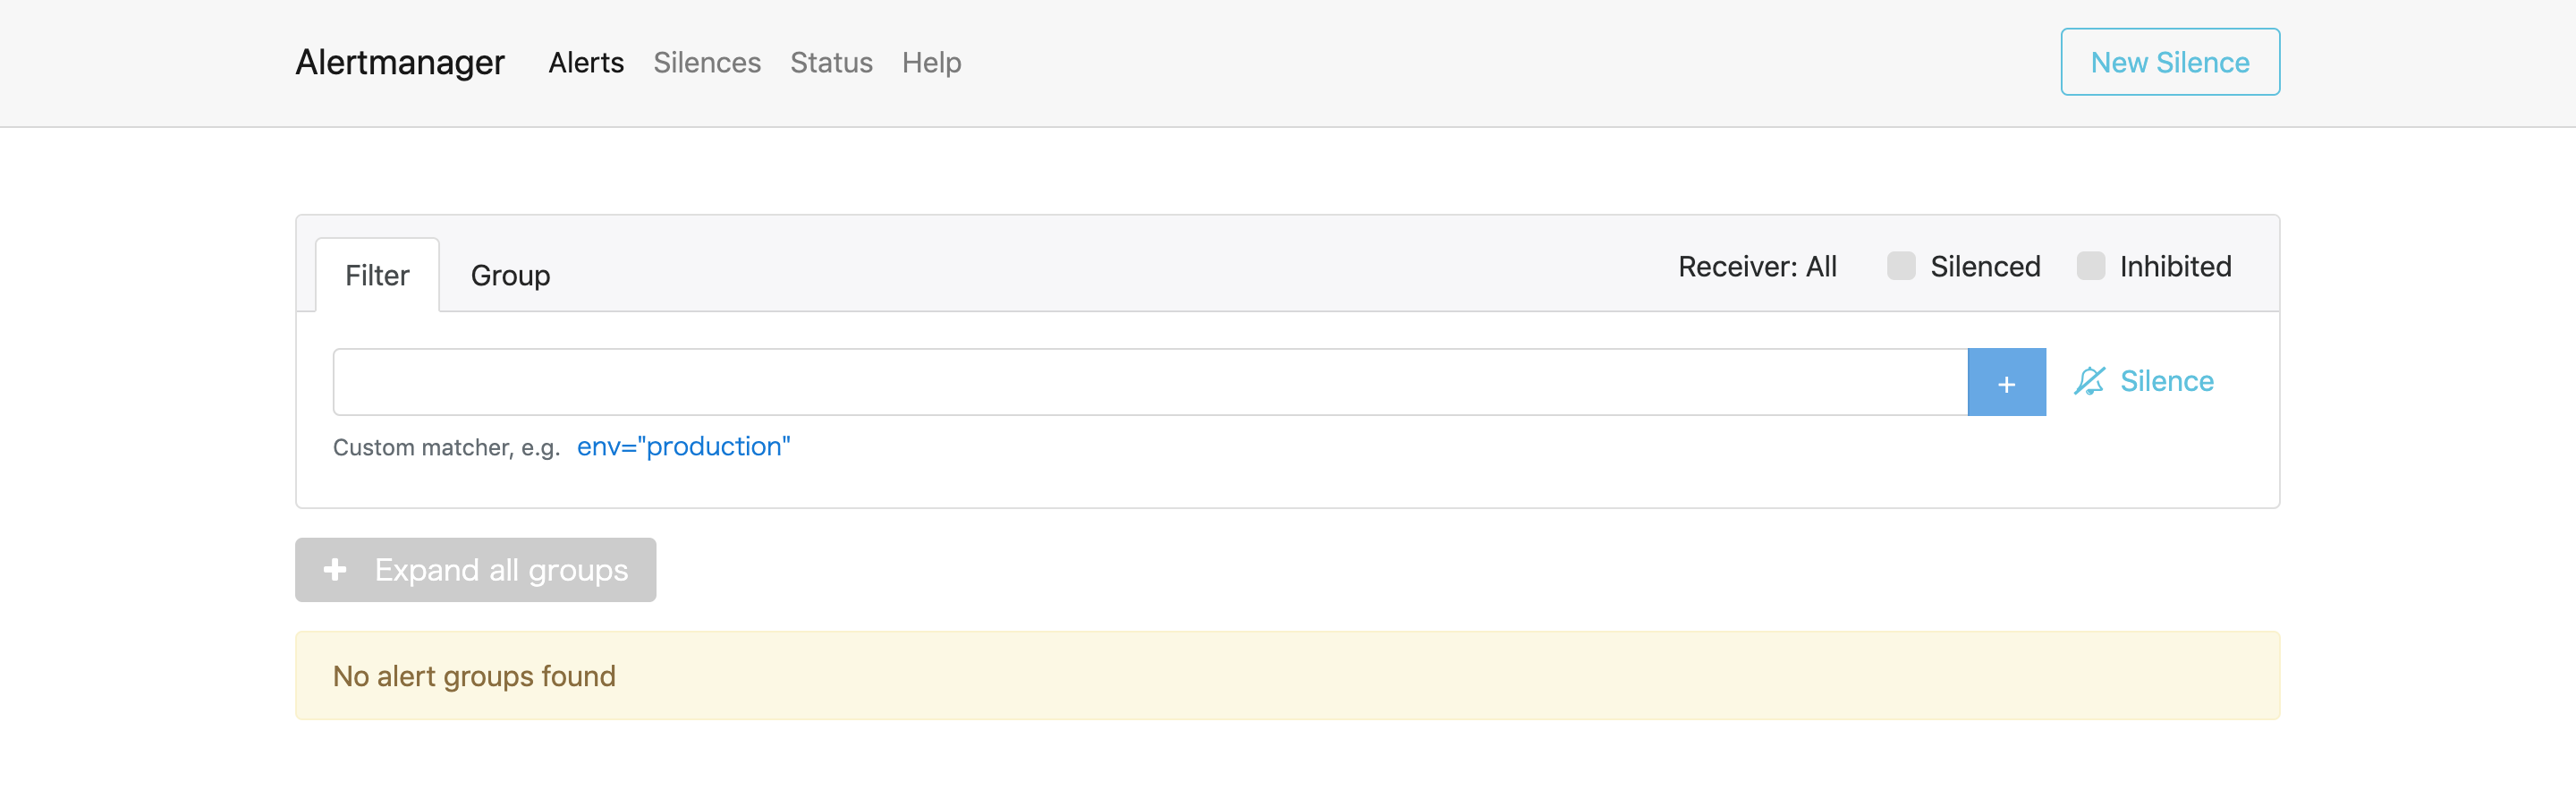 Alertmanager Alerts Silences Status Help New Silence
Filter Group Receiver: All Silenced Inhibited
+ Silence
Custom matcher, e.g. env="production"
+ Expand all groups
No alert groups found